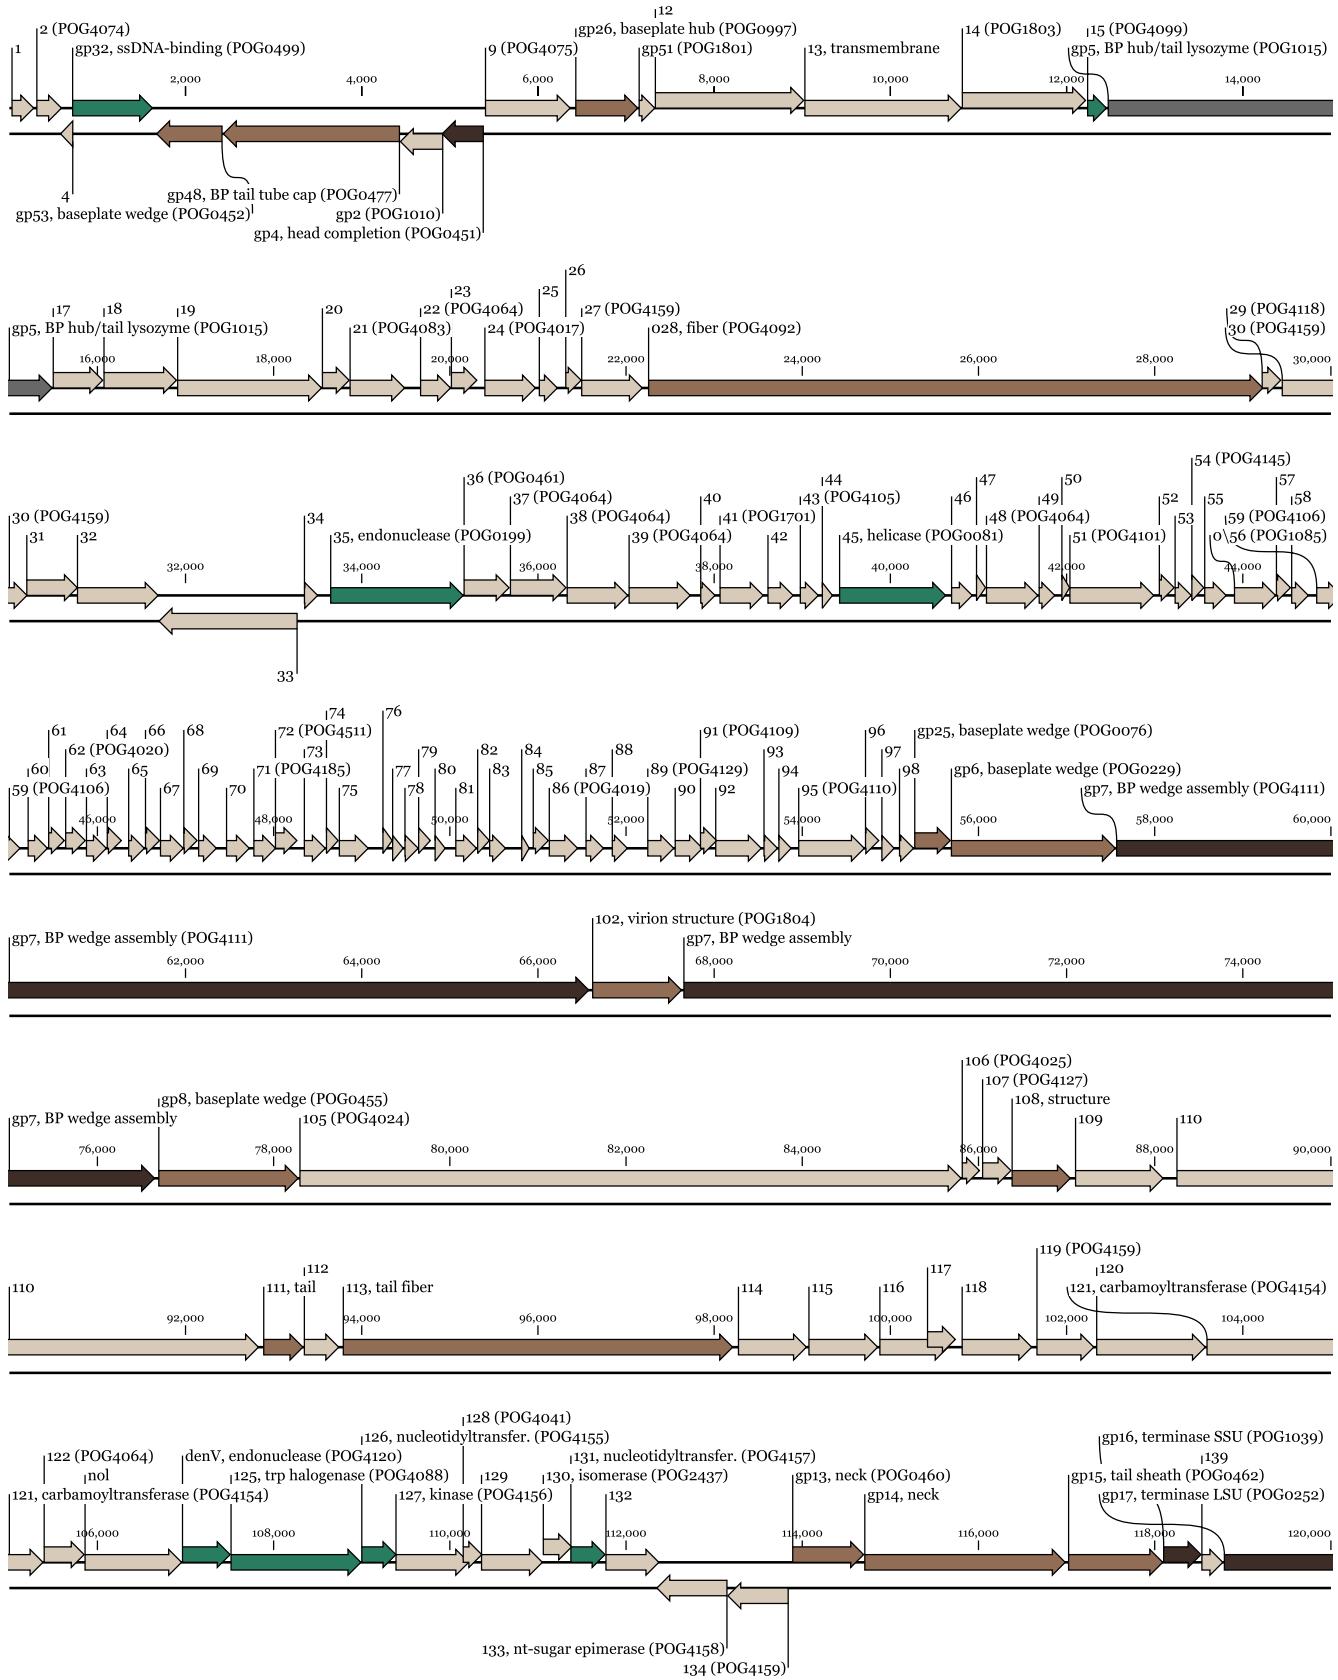 12
2 (POG4074)
gp26, baseplate hub (POG0997)
14 (POG1803)
15 (POG4099)
1
gp32, ssDNA-binding (POG0499)
9 (POG4075)
gp51 (POG1801)
13, transmembrane
gp5, BP hub/tail lysozyme (POG1015)
2,000 4,000 6,000 8,000 10,000 12,000 14,000
4
gp48, BP tail tube cap (POG0477)
gp53, baseplate wedge (POG0452)
gp2 (POG1010)
gp4, head completion (POG0451)
26
23
25
17 18 19 20 22 (POG4064) 27 (POG4159) 29 (POG4118)
gp5, BP hub/tail lysozyme (POG1015) 21 (POG4083) 24 (POG4017) 028, fiber (POG4092) 30 (POG4159)
16,000 18,000 20,000 22,000 24,000 26,000 28,000 30,000
54 (POG4145)
36 (POG0461) 44 47 50 57
37 (POG4064) 40 43 (POG4105) 46 49 52 55 58
30 (POG4159) 34 38 (POG4064) 41 (POG1701) 48 (POG4064) 53 59 (POG4106)
31 32 35, endonuclease (POG0199) 39 (POG4064) 42 45, helicase (POG0081) 51 (POG4101) 0\56 (POG1085)
32,000 34,000 36,000 38,000 40,000 42,000 44,000
33
74 76
61 64 66 68 72 (POG4511) 91 (POG4109) 96 gp25, baseplate wedge (POG0076)
62 (POG4020) 73 79 82 84 88 93 97
60 63 65 69 71 (POG4185) 77 80 83 85 87 89 (POG4129) 94 98 gp6, baseplate wedge (POG0229)
59 (POG4106) 67 70 75 78 81 86 (POG4019) 90 92 95 (POG4110) gp7, BP wedge assembly (POG4111)
46,000 48,000 50,000 52,000 54,000 56,000 58,000 60,000
102, virion structure (POG1804)
gp7, BP wedge assembly (POG4111) gp7, BP wedge assembly
62,000 64,000 66,000 68,000 70,000 72,000 74,000
106 (POG4025)
107 (POG4127)
gp8, baseplate wedge (POG0455) 108, structure
gp7, BP wedge assembly 105 (POG4024) 109 110
76,000 78,000 80,000 82,000 84,000 86,000 88,000 90,000
119 (POG4159)
112 117 120
110 111, tail 113, tail fiber 114 115 116 118 121, carbamoyltransferase (POG4154)
92,000 94,000 96,000 98,000 100,000 102,000 104,000
128 (POG4041)
126, nucleotidyltransfer. (POG4155) gp16, terminase SSU (POG1039)
122 (POG4064) denV, endonuclease (POG4120) 131, nucleotidyltransfer. (POG4157) 139
nol 125, trp halogenase (POG4088) 129 130, isomerase (POG2437) gp13, neck (POG0460) gp15, tail sheath (POG0462)
121, carbamoyltransferase (POG4154) 127, kinase (POG4156) 132 gp14, neck gp17, terminase LSU (POG0252)
106,000 108,000 110,000 112,000 114,000 116,000 118,000 120,000
133, nt-sugar epimerase (POG4158)
134 (POG4159)